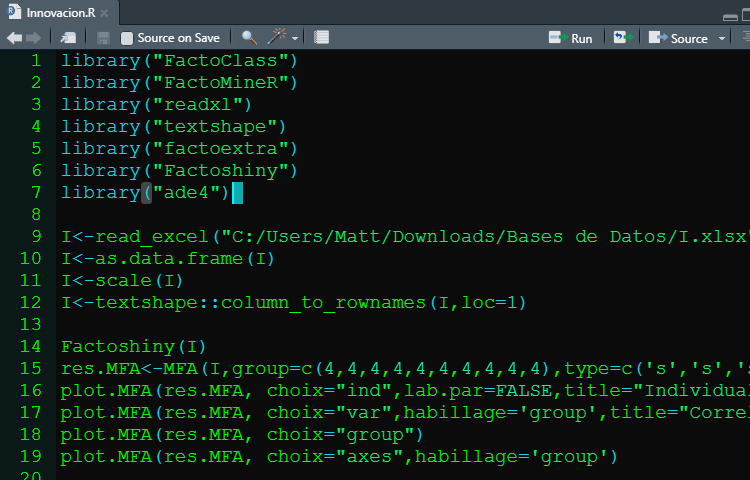 Innovacion.R
Source on Save
Run
Source
1 library("FactoClass")
2 library("FactoMineR")
3 library("readxl")
4 library("textshape")
5 library("factoextra")
6 library("Factoshiny")
7 library("ade4")
8
9 I<-read_excel("C:/Users/Matt/Downloads/Bases de Datos/I.xlsx"
10 I<-as.data.frame(I)
11 I<-scale(I)
12 I<-textshape::column_to_rownames(I,loc=1)
13
14 Factoshiny(I)
15 res.MFA<-MFA(I,group=c(4,4,4,4,4,4,4,4,4,4),type=c('s','s','s
16 plot.MFA(res.MFA, choix="ind",lab.par=FALSE,title="Individual
17 plot.MFA(res.MFA, choix="var",habillage='group',title="Correl
18 plot.MFA(res.MFA, choix="group")
19 plot.MFA(res.MFA, choix="axes",habillage='group')
20